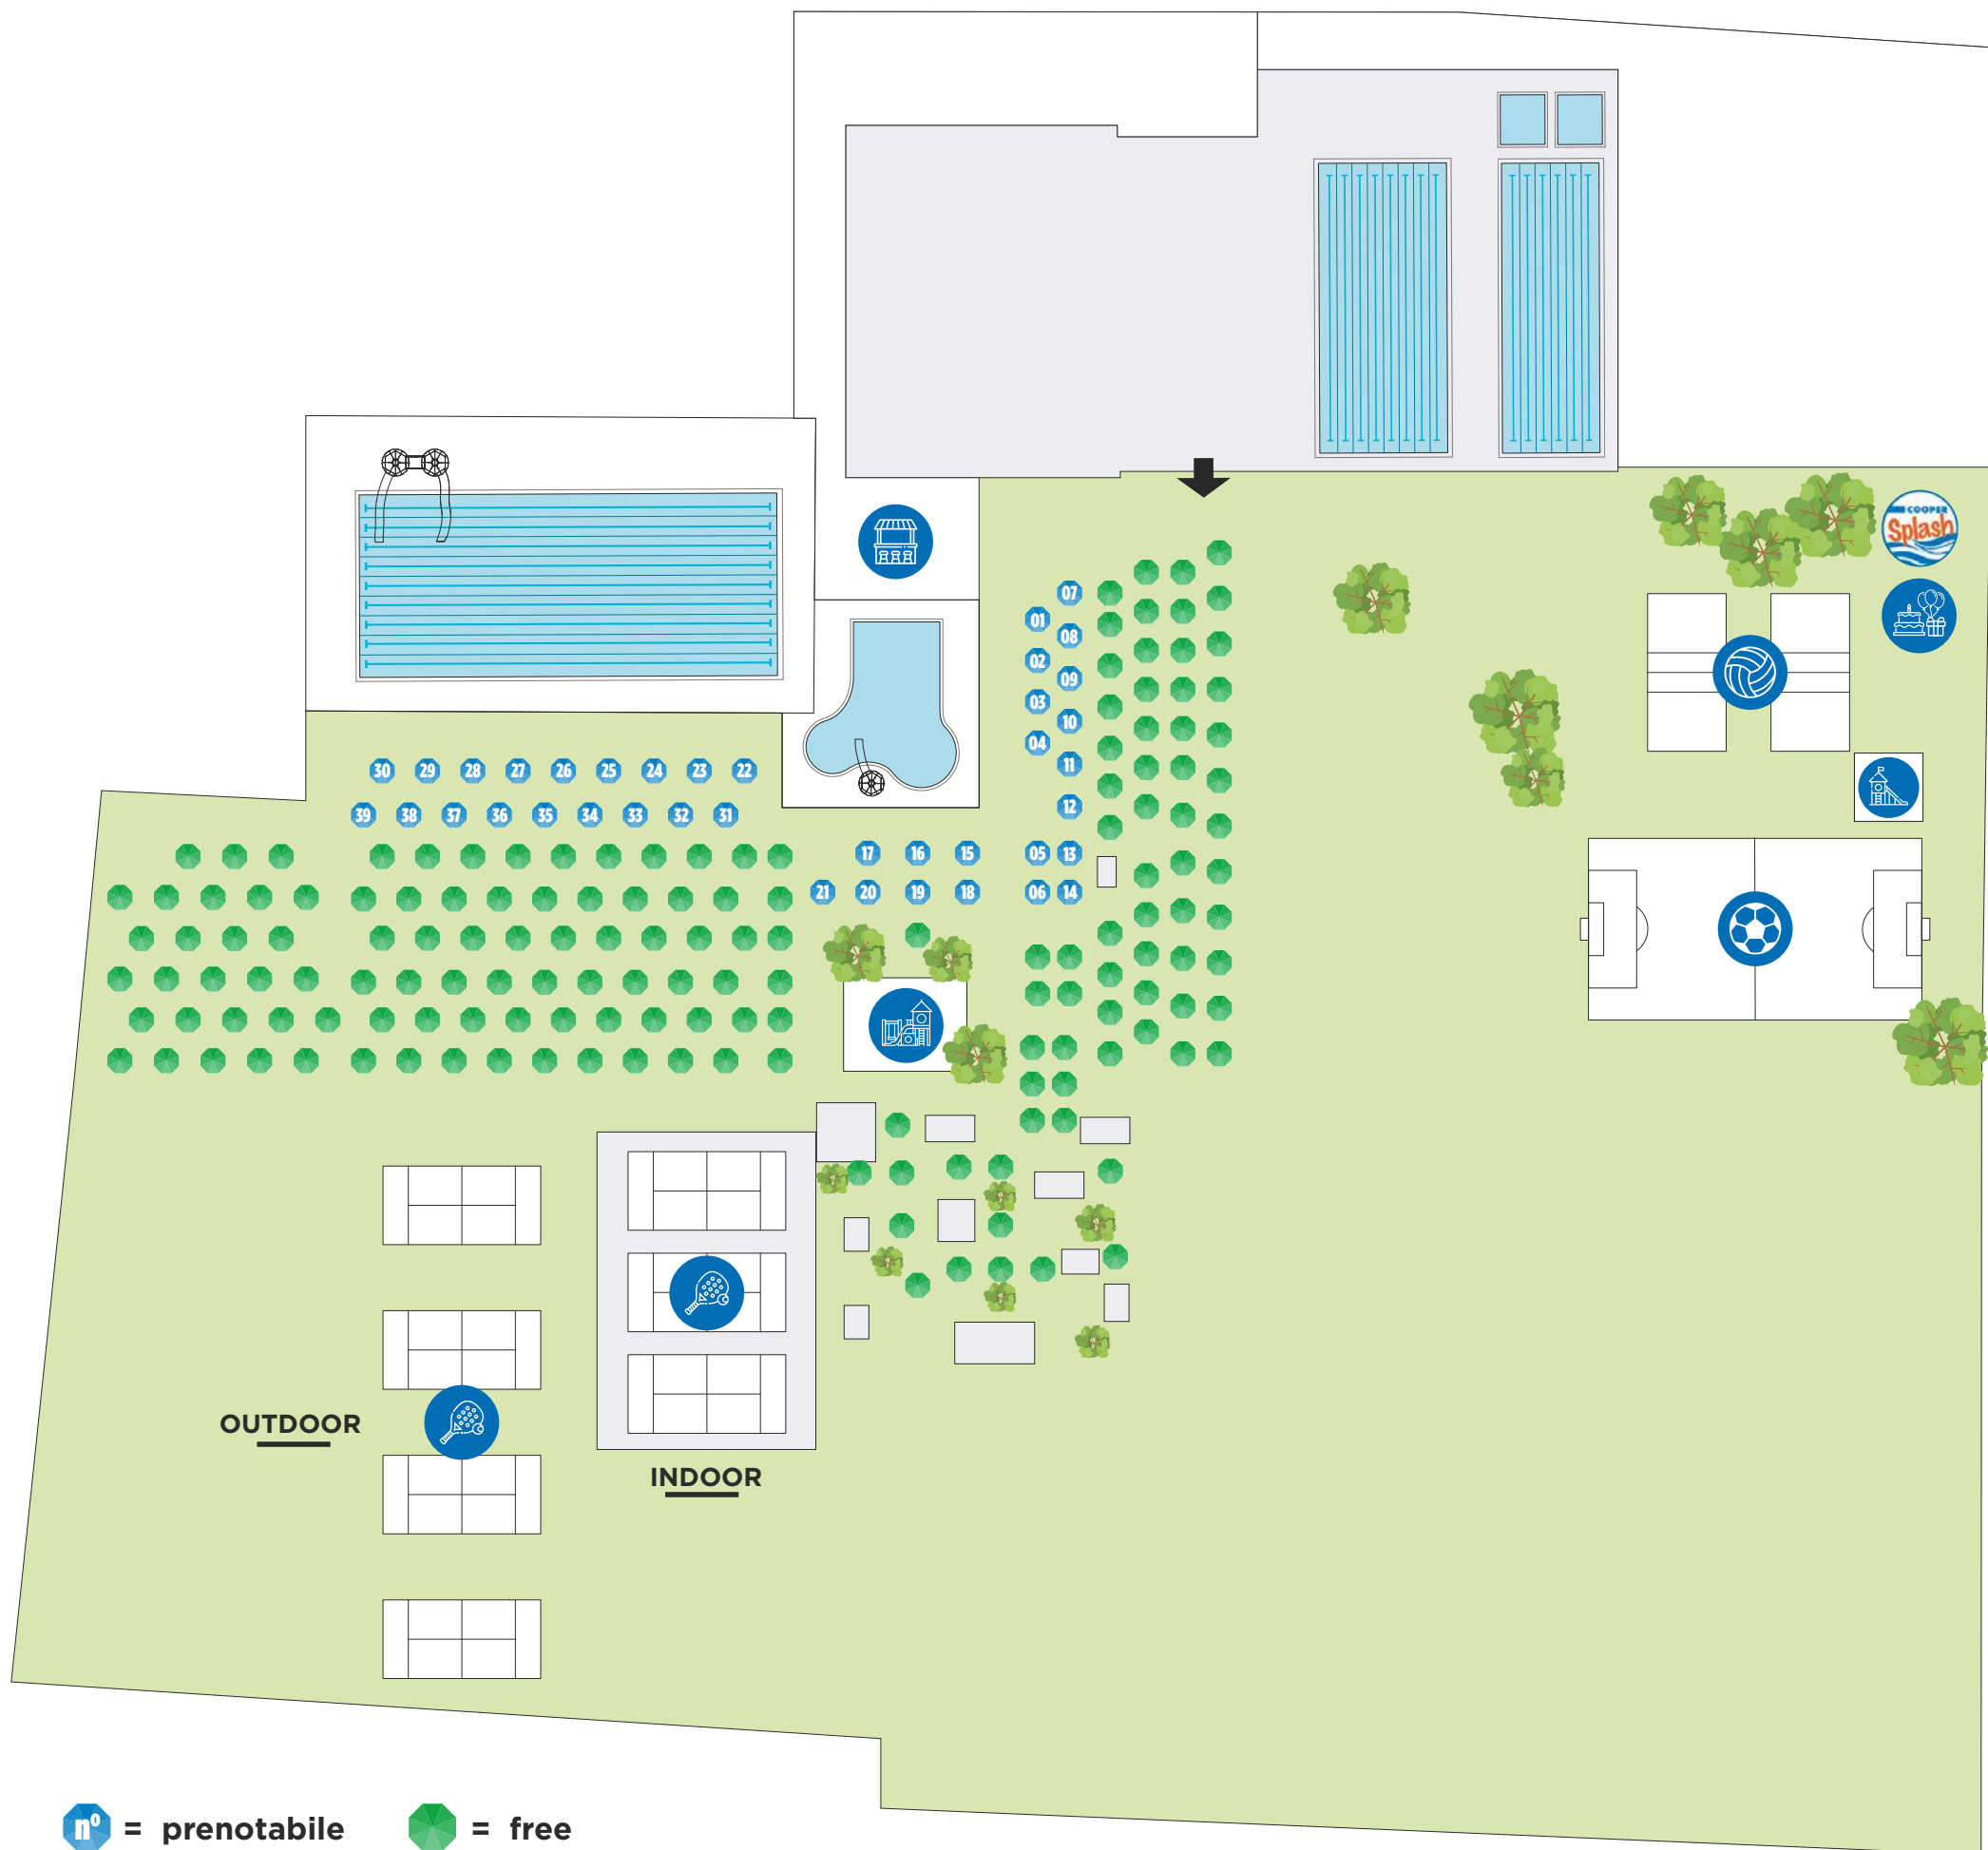 COOPER
Splash
07
01
08
02
09
03
10
04
11
12
30 29 28 27 26 25 24 23 22
39 38 37 36 35 34 33 32 31
17 16 15 05 13
21 20 19 18 06 14
OUTDOOR
INDOOR
n° = prenotabile = free